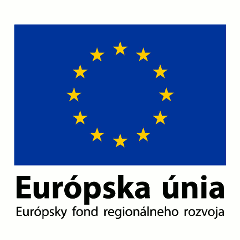 Európska únia
Európsky fond regionálneho rozvoja